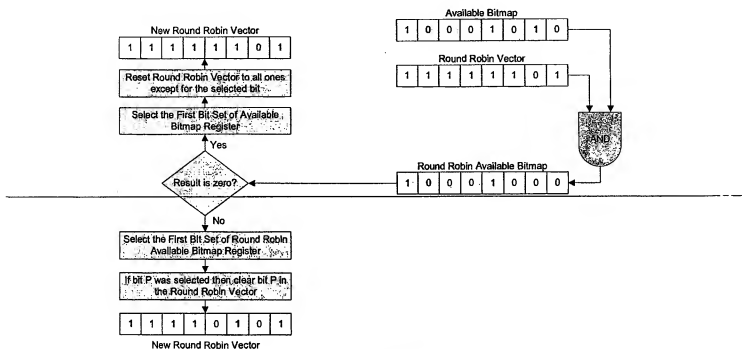 New Round Robin Vector
1 1 1 1 1 1 0 1
Reset Round Robin Vector to all ones
except for the selected bit
Select the First Bit Set of Available
Bitmap Register
Yes
Result is zero?
No
Select the First Bit Set of Round Robin
Available Bitmap Register
If bit P was selected then clear bit P in
the Round Robin Vector
1 1 1 1 0 1 0 1
New Round Robin Vector
Available Bitmap
1 0 0 0 1 0 1 0
Round Robin Vector
1 1 1 1 1 1 0 1
AND
Round Robin Available Bitmap
1 0 0 0 1 0 0 0